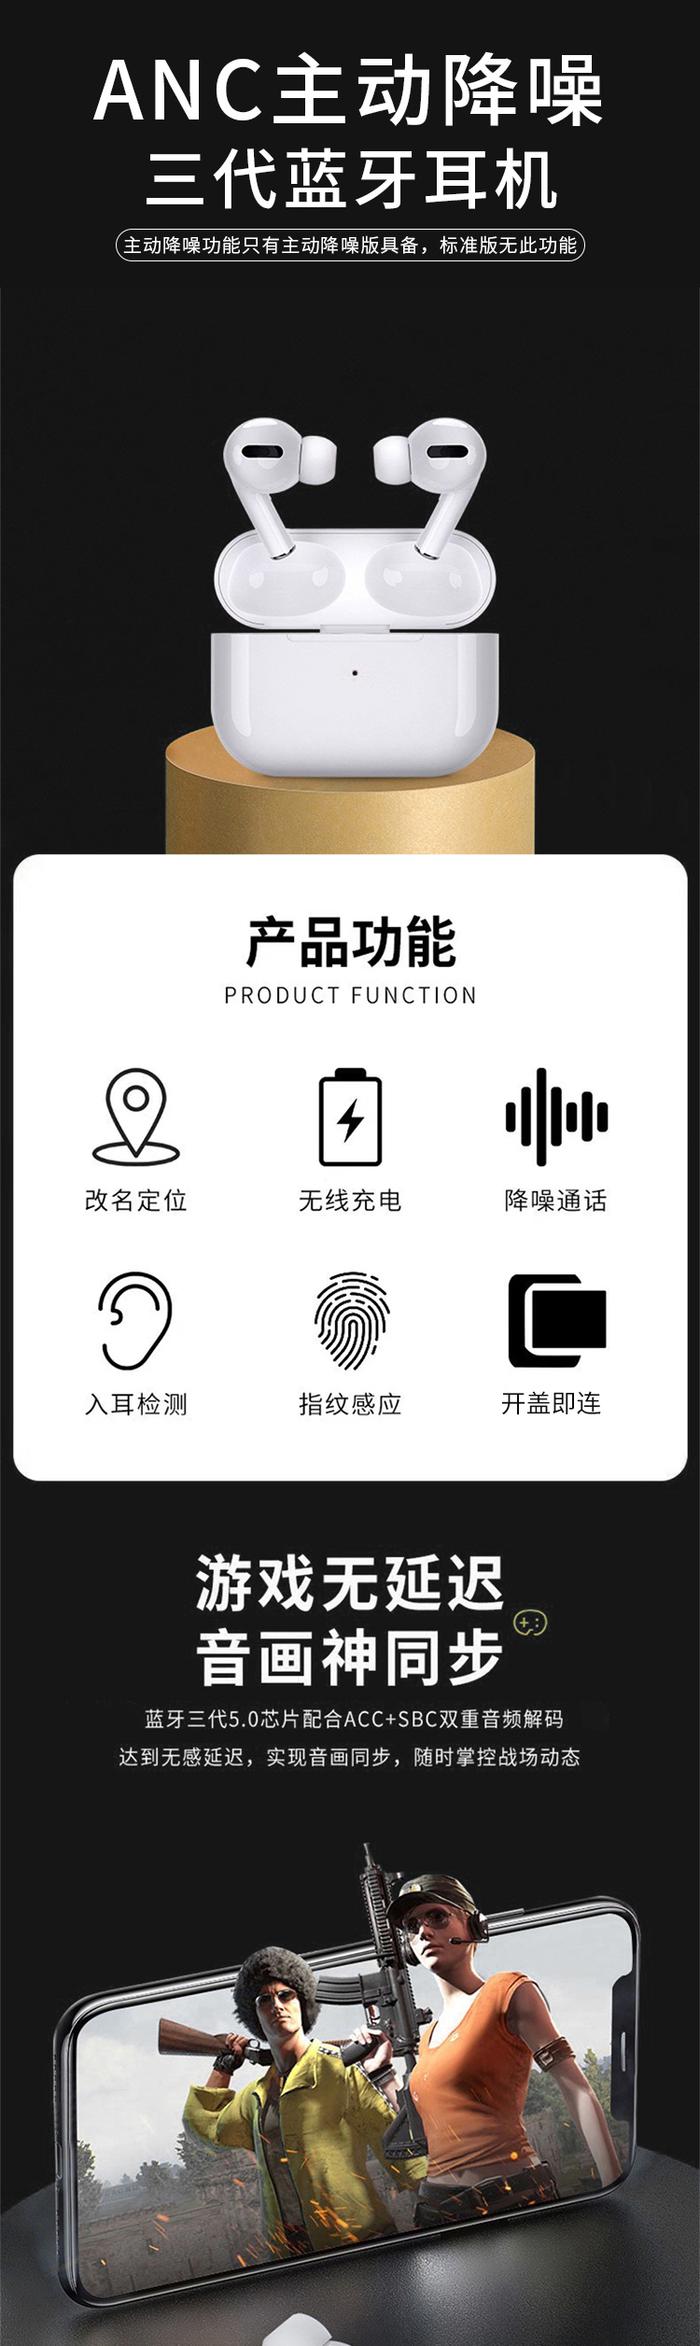 ANC主动降噪
三代蓝牙耳机
主动降噪功能只有主动降噪版具备，标准版无此功能
产品功能
PRODUCT FUNCTION
改名定位
无线充电
降噪通话
入耳检测
指纹感应
开盖即连
游戏无延迟
音画神同步
蓝牙三代5.0芯片配合ACC+SBC双重音频解码
达到无感延迟，实现音画同步，随时掌控战场动态